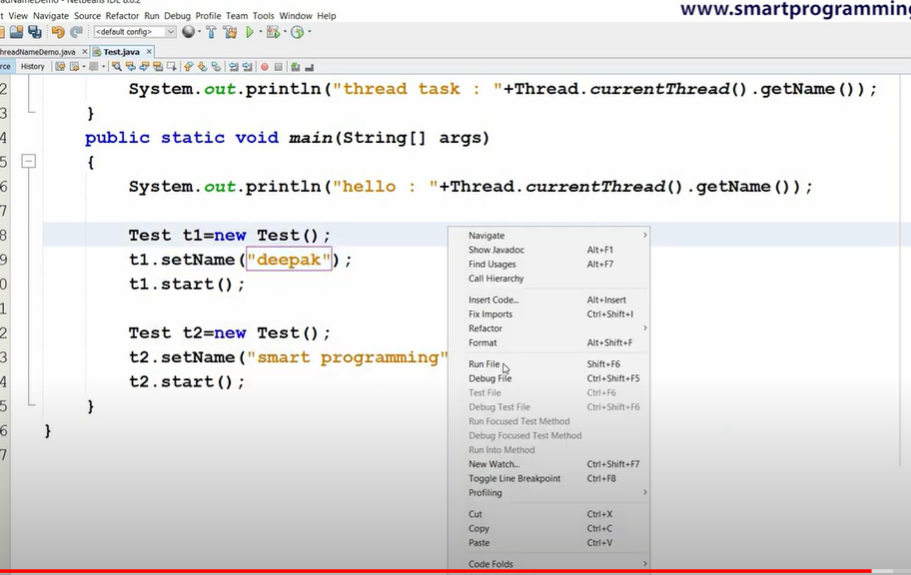 www.smartprogramming
View Navigate Source Refactor Run Debug Profile Team Tools Window Help
<default config>
hreadNameDemo.java × Test.java ×
rce History
2 System.out.println("thread task : "+Thread.currentThread().getName());
3 }
4 public static void main(String[] args)
5 {
6 System.out.println("hello : "+Thread.currentThread().getName());
7
8 Test t1=new Test();
9 t1.setName("deepak");
0 t1.start();
1
2 Test t2=new Test();
3 t2.setName("smart programming"
4 t2.start();
5 }
6 }
7
Navigate
Show Javadoc Alt+F1
Find Usages Alt+F7
Call Hierarchy
Insert Code... Alt+Insert
Fix Imports Ctrl+Shift+I
Refactor
Format Alt+Shift+F
Run File Shift+F6
Debug File Ctrl+Shift+F5
Test File Ctrl+F6
Debug Test File Ctrl+Shift+F6
Run Focused Test Method
Debug Focused Test Method
Run Into Method
New Watch... Ctrl+Shift+F7
Toggle Line Breakpoint Ctrl+F8
Profiling
Cut Ctrl+X
Copy Ctrl+C
Paste Ctrl+V
Code Folds